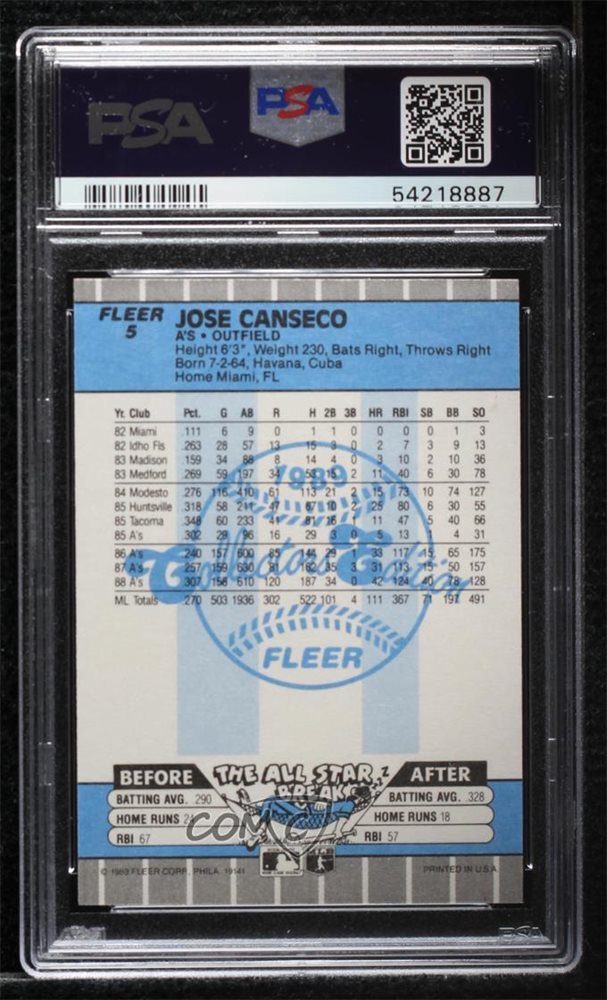 PSA
PSA
54218887
FLEER
5
JOSE CANSECO
A'S • OUTFIELD
Height 6'3", Weight 230, Bats Right, Throws Right
Born 7-2-64, Havana, Cuba
Home Miami, FL
Yr. Club Pct. G AB R H 2B 3B HR RBI SB BB SO
82 Miami .111 6 9 0 1 1 0 0 0 0 1 3
82 Idho Fls .263 28 57 13 15 3 0 2 7 3 9 13
83 Madison .159 34 88 8 14 4 0 3 10 2 10 36
83 Medford .269 59 197 34 53 15 2 11 40 6 30 78
84 Modesto .276 116 410 61 113 21 2 15 73 10 74 127
85 Huntsville .318 58 211 47 67 10 2 25 80 6 30 55
85 Tacoma .348 60 233 41 81 16 11 47 5 40 66
85 A's .302 29 96 16 29 3 0 5 13 4 31
86 A's .240 157 600 85 144 29 1 33 117 15 65 175
87 A's .257 159 630 81 162 35 31 113 15 50 157
88 A's .307 158 610 120 187 34 0 42 124 40 78 128
ML Totals .270 503 1936 302 522 101 4 111 367 71 197 491
1989
Collectors' Edition
FLEER
BEFORE THE ALL STAR BREAK AFTER
BATTING AVG. .290 BATTING AVG. .328
HOME RUNS 24 HOME RUNS 18
RBI 67 RBI 57
COMC
© 1989 FLEER CORP., PHILA. 19141 PRINTED IN U.S.A.
PSA